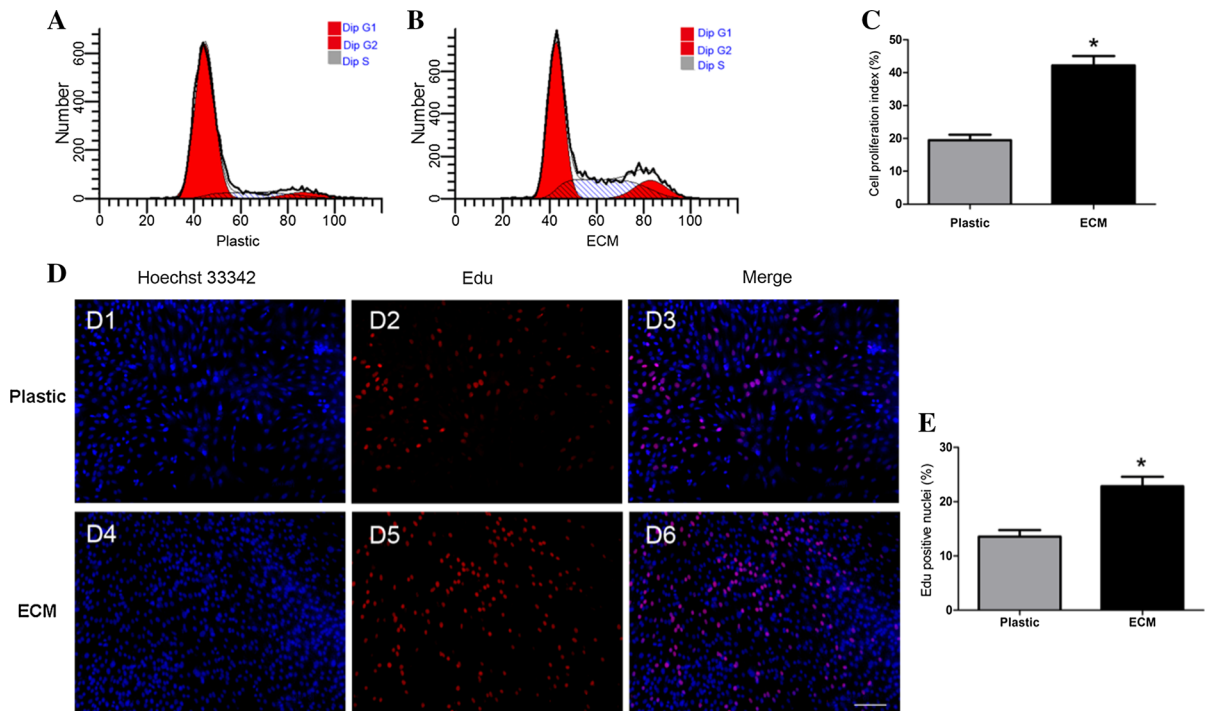 A
Dip G1
Dip G2
Dip S
Number
600
400
200
0
0 20 40 60 80 100
Plastic
B
Dip G1
Dip G2
Dip S
Number
600
400
200
0
0 20 40 60 80 100
ECM
C
Cell proliferation index (%)
50
40
30
20
10
0
*
Plastic ECM
D
Hoechst 33342 Edu Merge
Plastic
D1 D2 D3
ECM
D4 D5 D6
E
Edu positive nuclei (%)
30
20
10
0
*
Plastic ECM